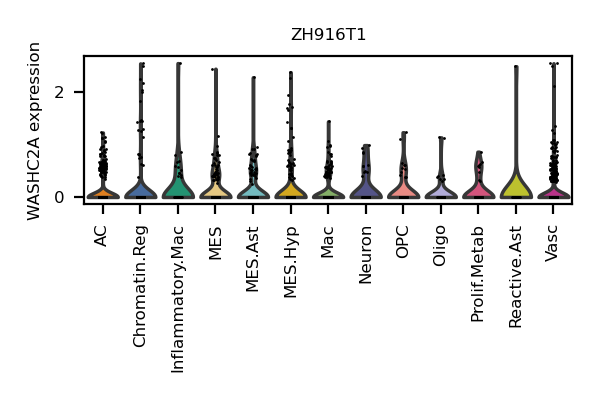 ZH916T1
WASHC2A expression
2
0
AC
Chromatin.Reg
Inflammatory.Mac
MES
MES.Ast
MES.Hyp
Mac
Neuron
OPC
Oligo
Prolif.Metab
Reactive.Ast
Vasc